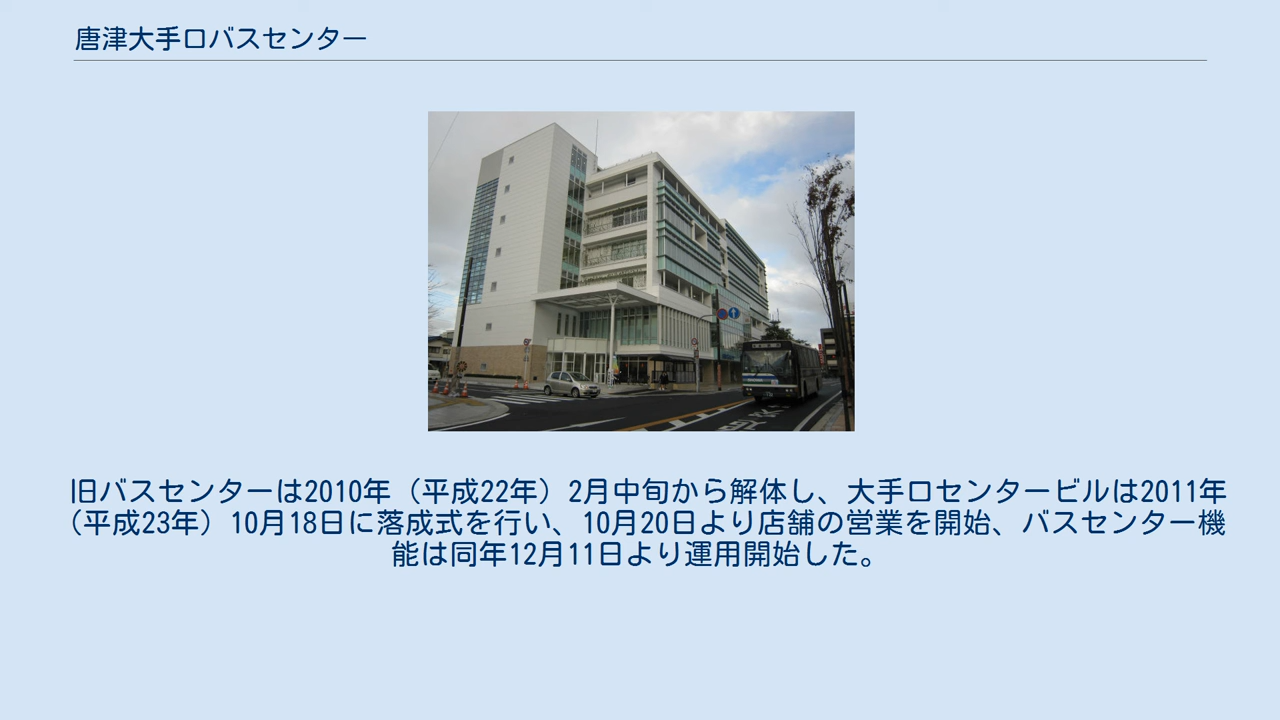 唐津大手口バスセンター
旧バスセンターは2010年（平成22年）2月中旬から解体し、大手口センタービルは2011年
（平成23年）10月18日に落成式を行い、10月20日より店舗の営業を開始、バスセンター機
能は同年12月11日より運用開始した。